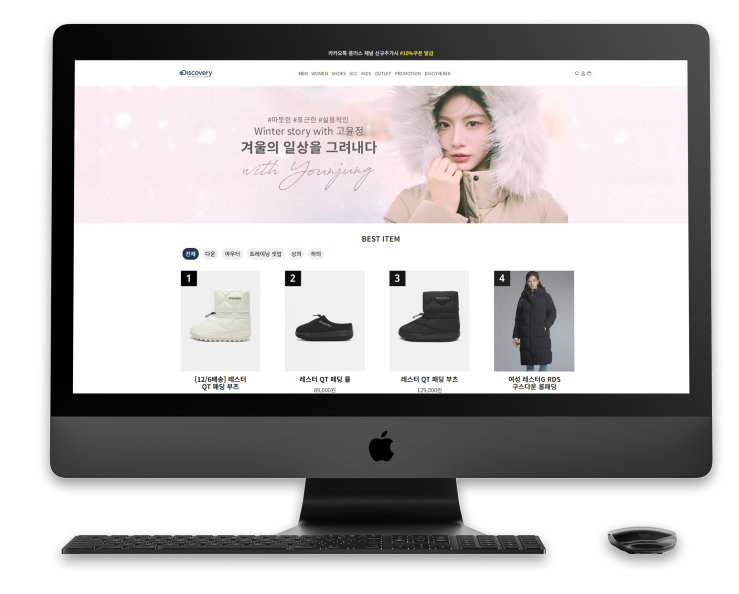 카카오톡 플러스 채널 신규추가시 #10%쿠폰 발급
Discovery
MEN WOMEN SHOES ACC KIDS OUTLET PROMOTION DISCOVERER
#따뜻한 #포근한 #실용적인
Winter story with 고윤정
겨울의 일상을 그려내다
with Younjung
BEST ITEM
전체 다운 아우터 트레이닝 셋업 상의 하의
1 2 3 4
[12/6배송] 레스터
QT 패딩 부츠
레스터 QT 패딩 뮬
89,000원
레스터 QT 패딩 부츠
129,000원
여성 레스터G RDS
구스다운 롱패딩